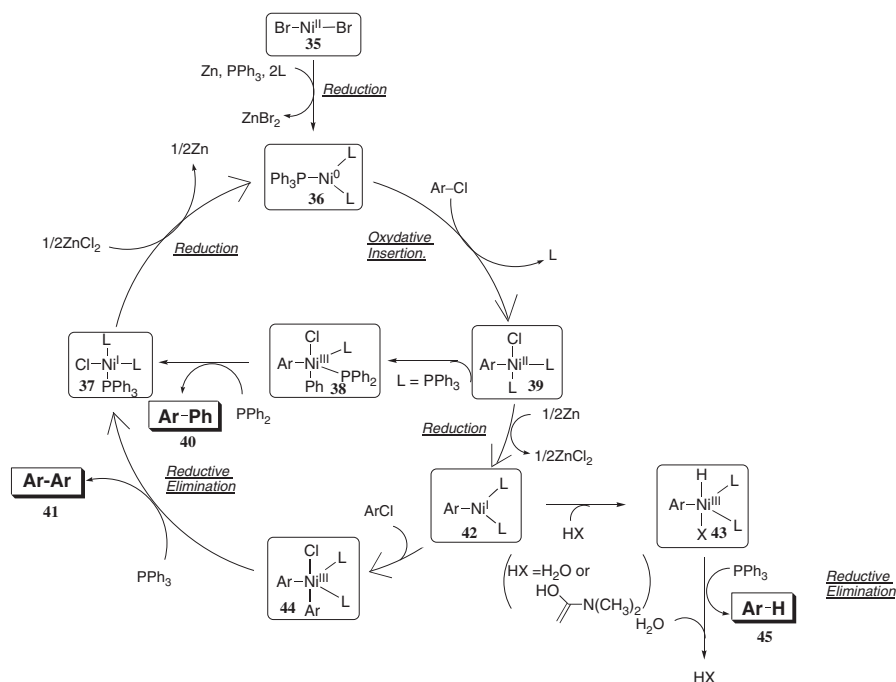 Br–Ni^II–Br
35
Zn, PPh₃, 2L
Reduction
ZnBr₂
1/2Zn
L
Ph₃P–Ni⁰
36
L
Ar–Cl
1/2ZnCl₂
Reduction
Oxydative
Insertion.
L
L
Cl–Ni^I–L
37 PPh₃
Cl
Ar–Ni^III L
Ph 38 PPh₂
L = PPh₃
Cl
Ar–Ni^II–L
L 39
Ar–Ph
40
PPh₂
Reduction
1/2Zn
1/2ZnCl₂
Ar-Ar
41
Reductive
Elimination
PPh₃
ArCl
L
Ar–Ni^I
42 L
HX
H
Ar–Ni^III L
X 43 L
Cl
Ar–Ni^III L
44 Ar L
(HX =H₂O or
HO
N(CH₃)₂)
H₂O
PPh₃
Ar–H
45
Reductive
Elimination
HX